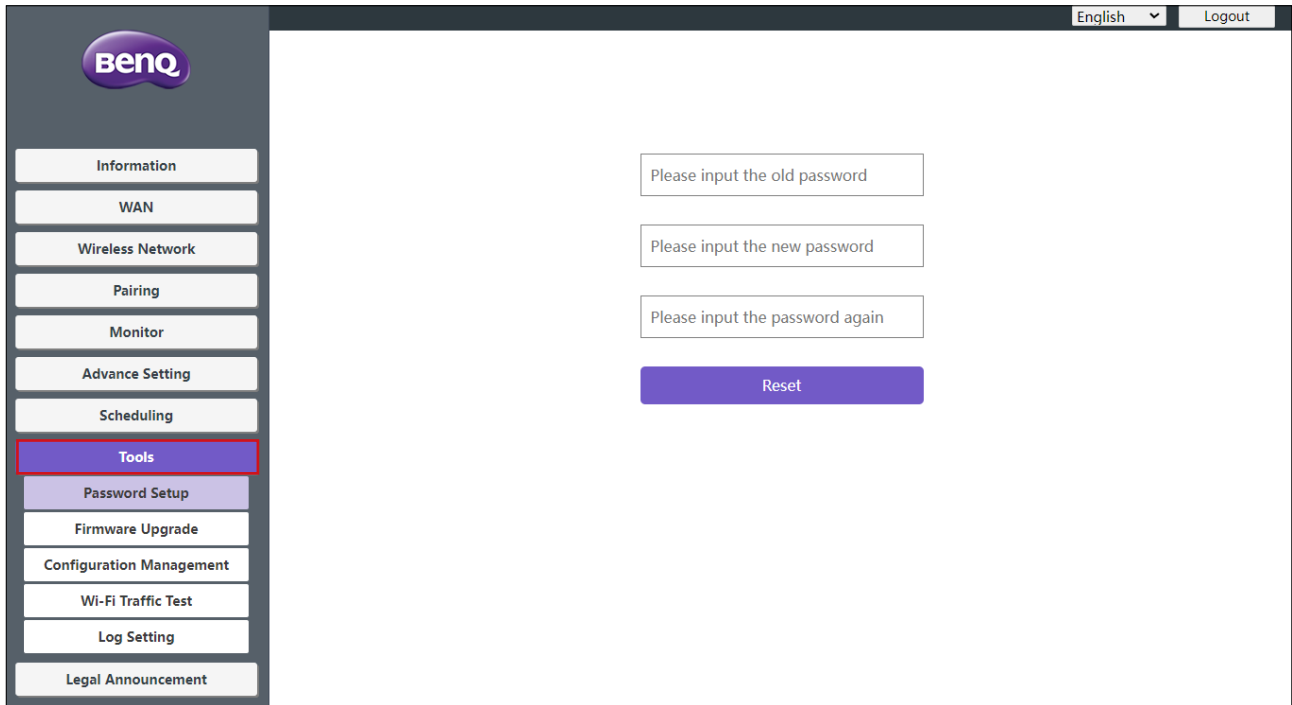 English
Logout
BenQ
Information
WAN
Wireless Network
Pairing
Monitor
Advance Setting
Scheduling
Tools
Password Setup
Firmware Upgrade
Configuration Management
Wi-Fi Traffic Test
Log Setting
Legal Announcement
Please input the old password
Please input the new password
Please input the password again
Reset